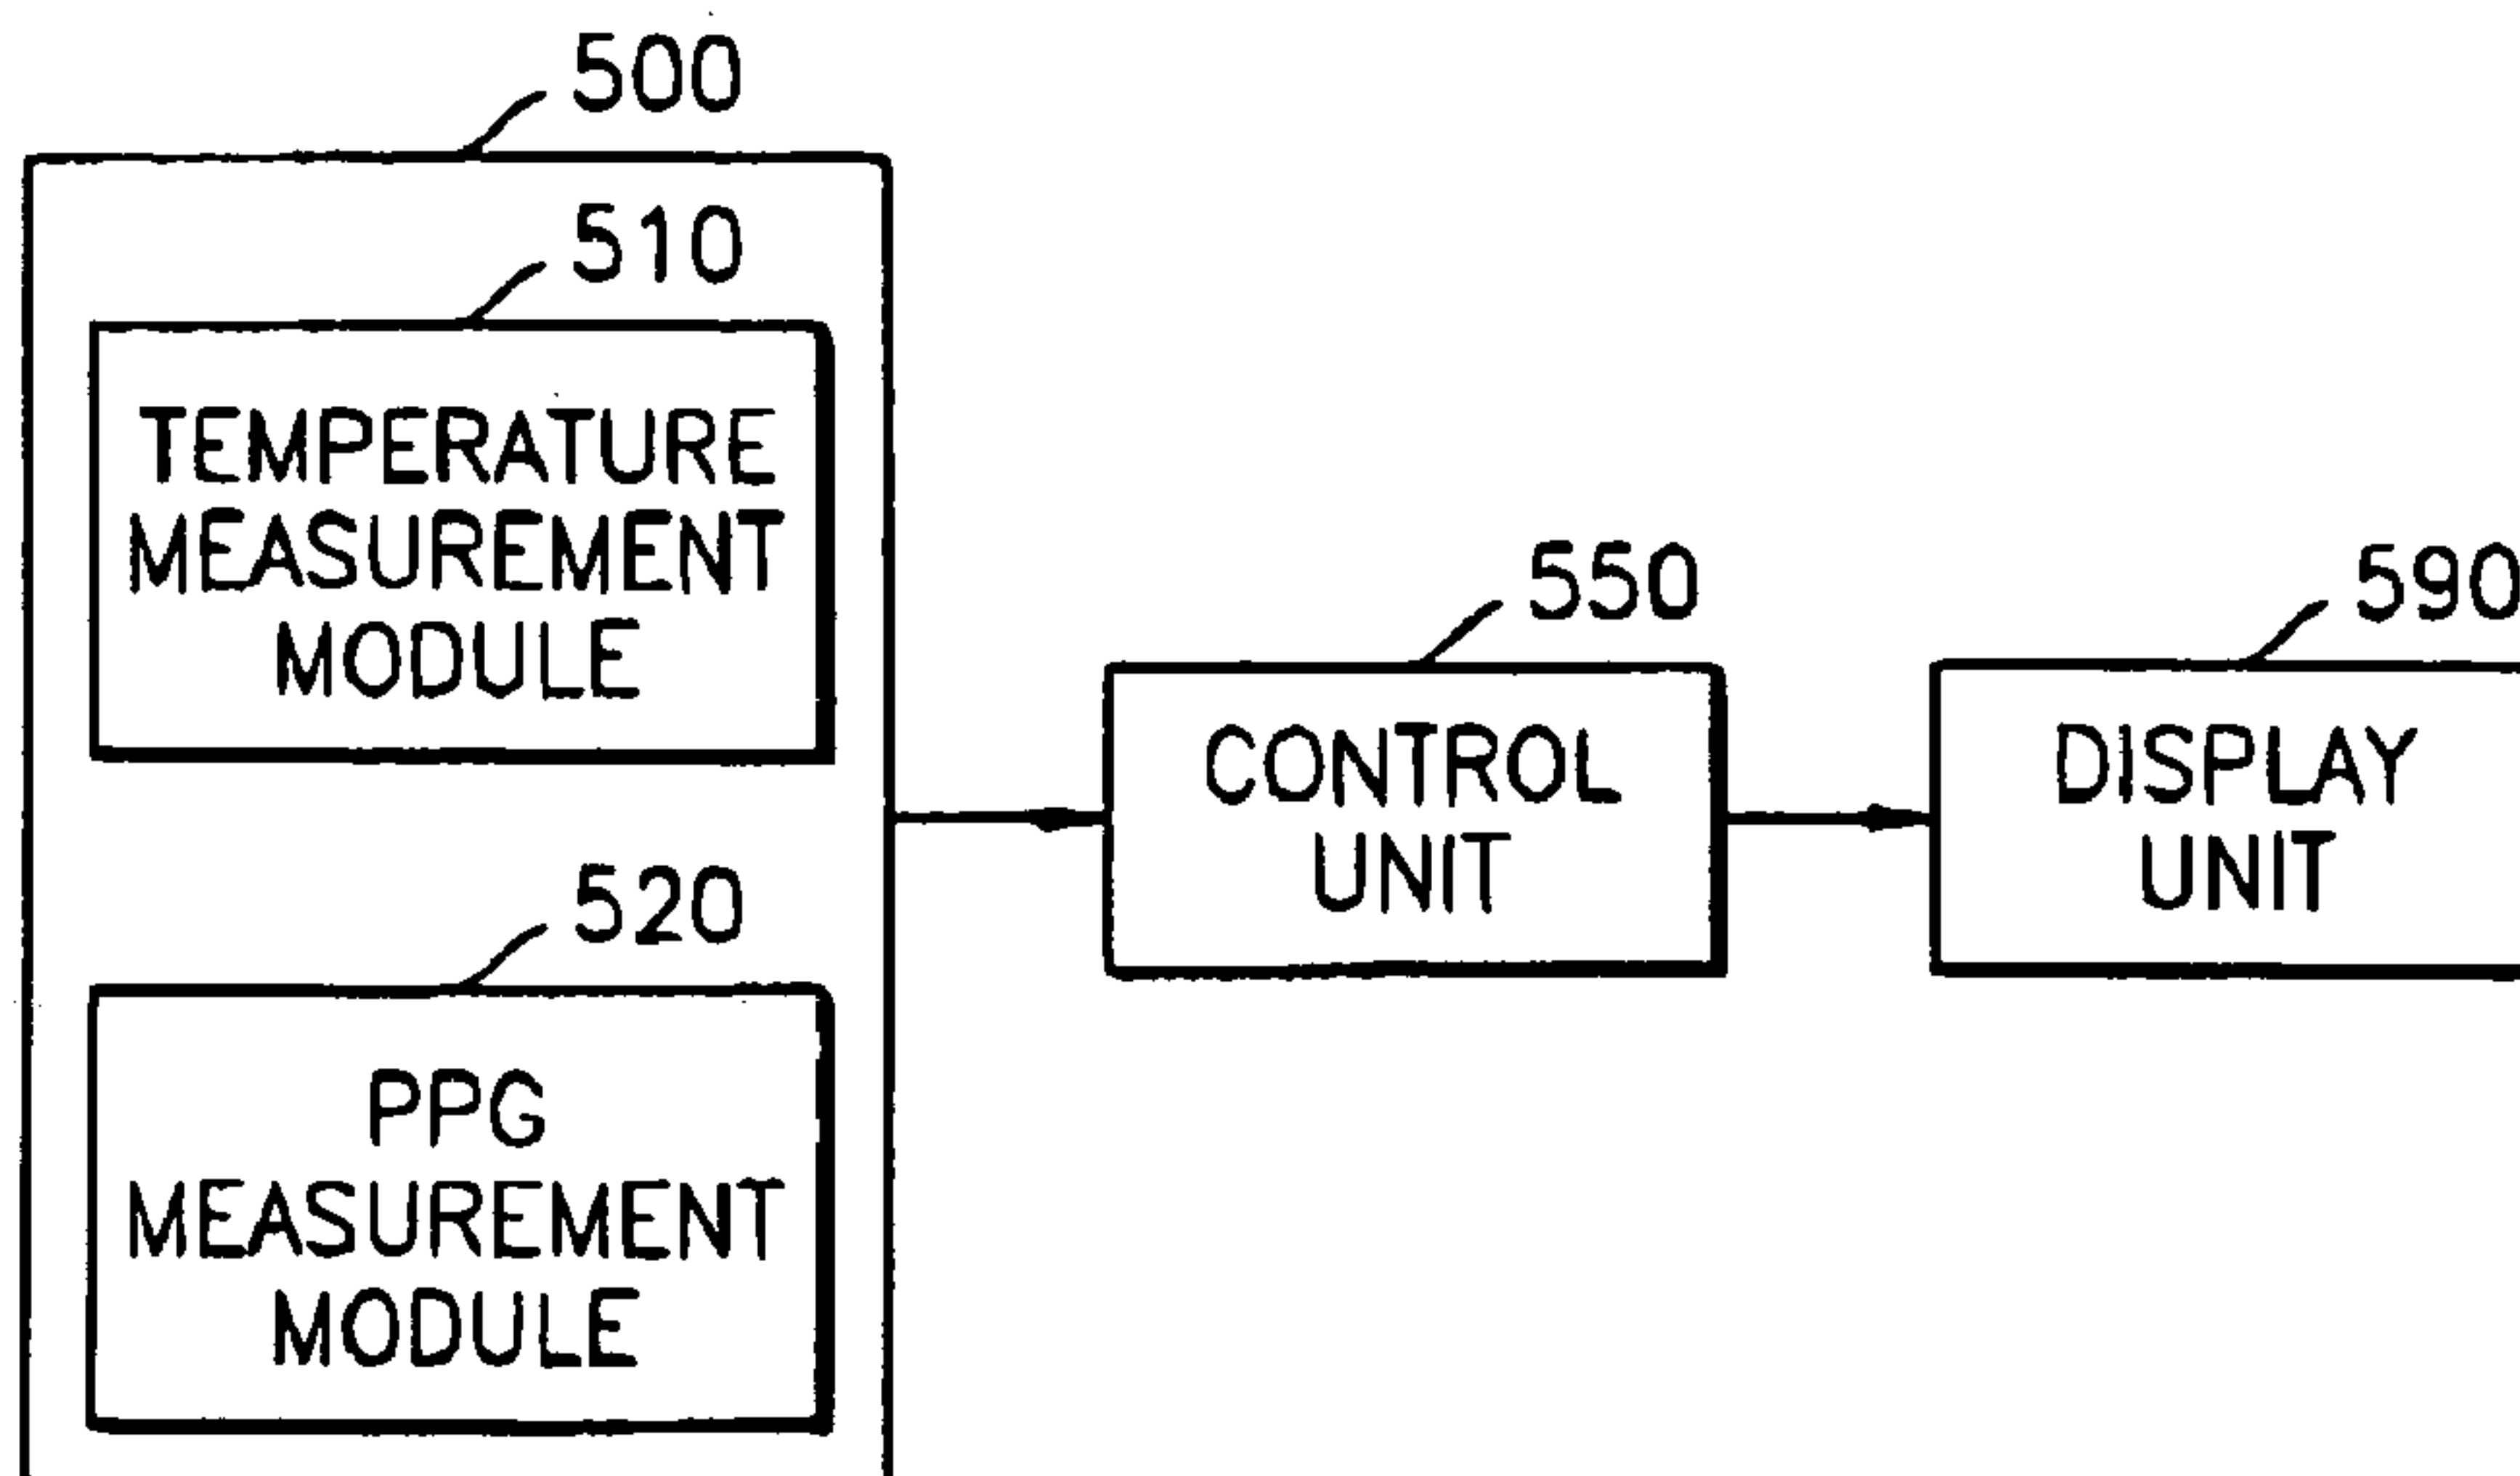 500
510
TEMPERATURE
MEASUREMENT
MODULE
520
PPG
MEASUREMENT
MODULE
550
CONTROL
UNIT
590
DISPLAY
UNIT